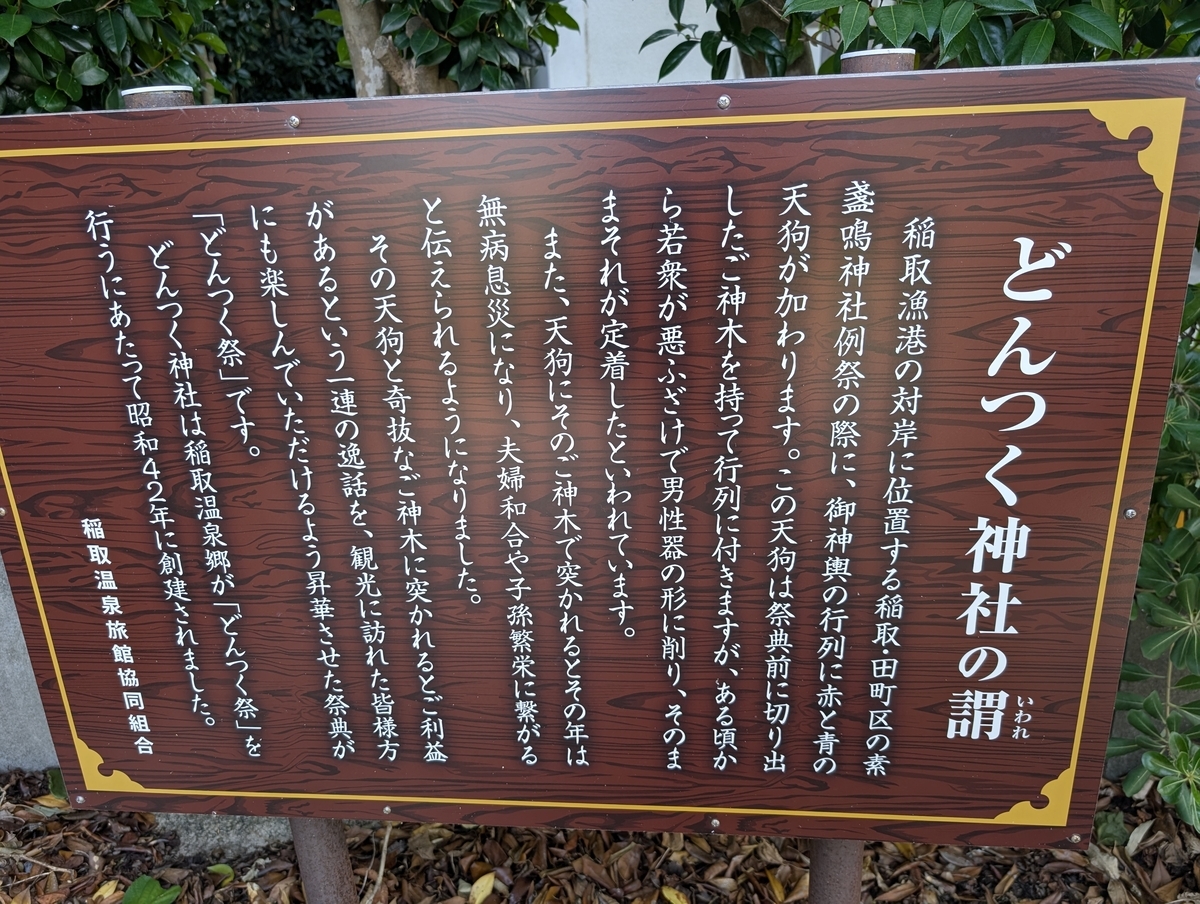 どんつく神社の謂
いわれ
稲取漁港の対岸に位置する稲取・田町区の素
盞鳴神社例祭の際に、御神輿の行列に赤と青の
天狗が加わります。この天狗は祭典前に切り出
したご神木を持って行列に付きますが、ある頃か
ら若衆が悪ふざけで男性器の形に削り、そのま
まそれが定着したといわれています。
また、天狗にそのご神木で突かれるとその年は
無病息災になり、夫婦和合や子孫繁栄に繋がる
と伝えられるようになりました。
その天狗と奇抜なご神木に突かれるとご利益
があるという一連の逸話を、観光に訪れた皆様方
にも楽しんでいただけるよう昇華させた祭典が
「どんつく祭」です。
どんつく神社は稲取温泉郷が「どんつく祭」を
行うにあたって昭和42年に創建されました。
稲取温泉旅館協同組合